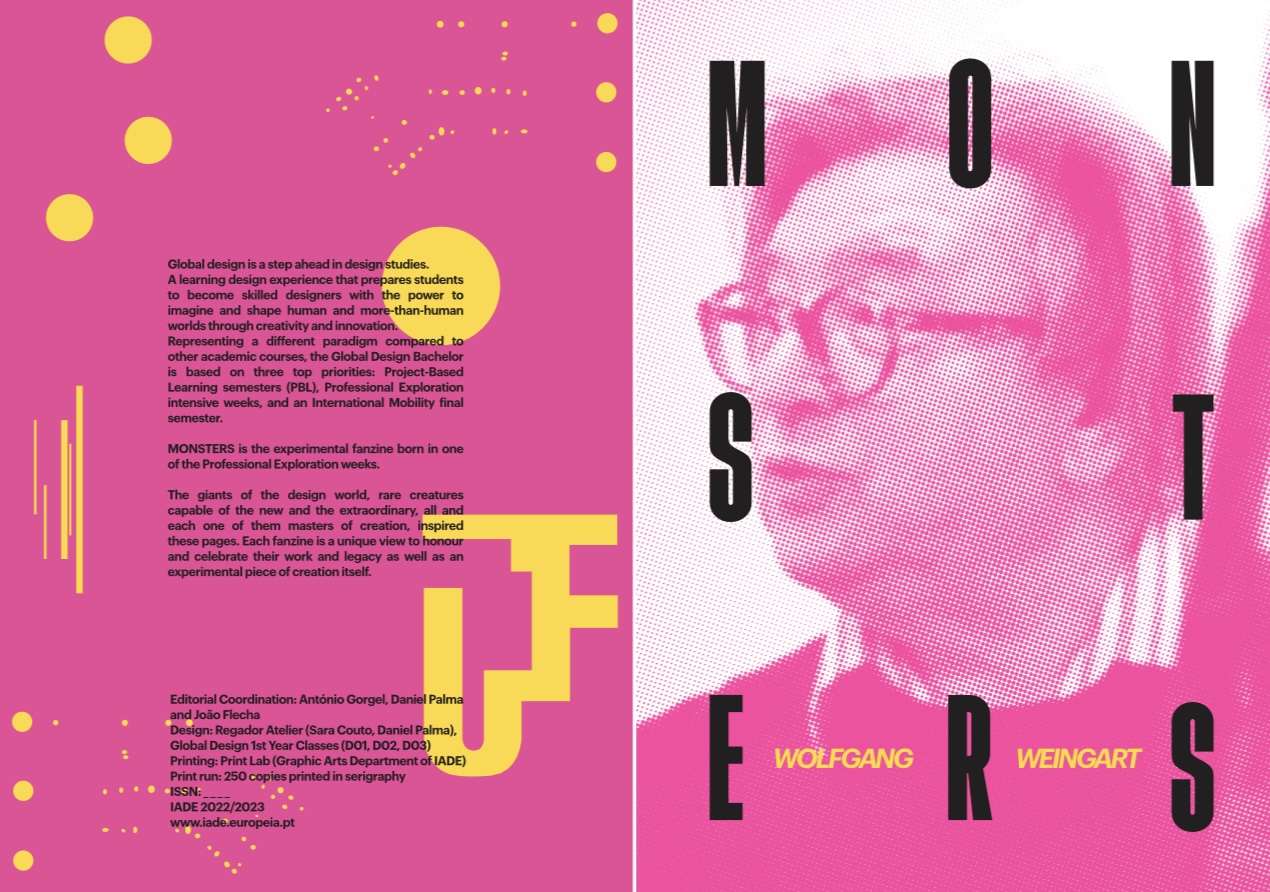 Global design is a step ahead in design studies.
A learning design experience that prepares students
to become skilled designers with the power to
imagine and shape human and more-than-human
worlds through creativity and innovation.
Representing a different paradigm compared to
other academic courses, the Global Design Bachelor
is based on three top priorities: Project-Based
Learning semesters (PBL), Professional Exploration
intensive weeks, and an International Mobility final
semester.
MONSTERS is the experimental fanzine born in one
of the Professional Exploration weeks.
The giants of the design world, rare creatures
capable of the new and the extraordinary, all and
each one of them masters of creation, inspired
these pages. Each fanzine is a unique view to honour
and celebrate their work and legacy as well as an
experimental piece of creation itself.
Editorial Coordination: António Gorgel, Daniel Palma
and João Flecha
Design: Regador Atelier (Sara Couto, Daniel Palma),
Global Design 1st Year Classes (D01, D02, D03)
Printing: Print Lab (Graphic Arts Department of IADE)
Print run: 250 copies printed in serigraphy
ISSN: _ _ _ _
IADE 2022/2023
www.iade.europeia.pt
M O N
S T
E R S
WOLFGANG WEINGART